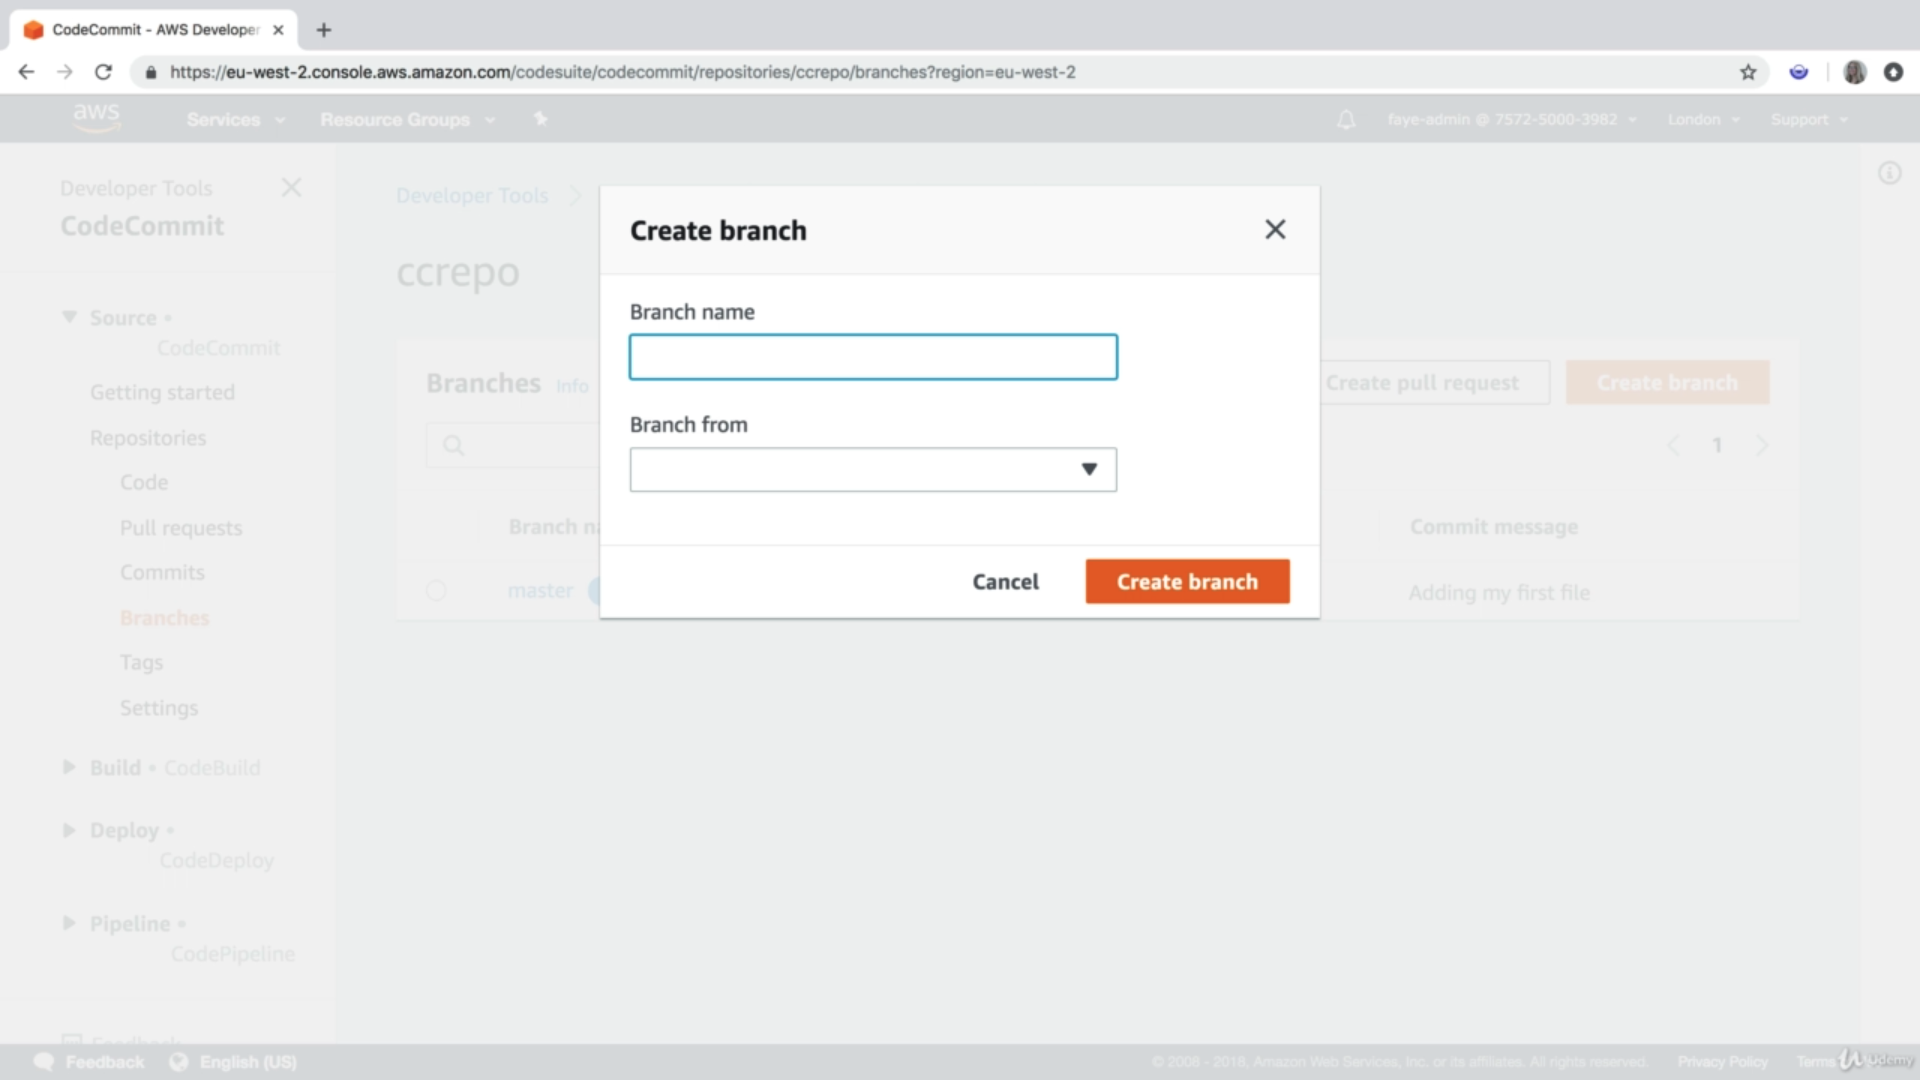 CodeCommit - AWS Developer
https://eu-west-2.console.aws.amazon.com/codesuite/codecommit/repositories/ccrepo/branches?region=eu-west-2
aws
Services
Resource Groups
faye-admin @ 7572-5000-3982
London
Support
Developer Tools
CodeCommit
Source •
CodeCommit
Getting started
Repositories
Code
Pull requests
Commits
Branches
Tags
Settings
Build • CodeBuild
Deploy •
CodeDeploy
Pipeline •
CodePipeline
Feedback
Developer Tools
ccrepo
Branches Info
Create pull request
Create branch
1
Branch na
Commit message
master
Adding my first file
Create branch
Branch name
Branch from
Cancel
Create branch
Feedback
English (US)
© 2008 - 2018, Amazon Web Services, Inc. or its affiliates. All rights reserved.
Privacy Policy
Terms
Udemy